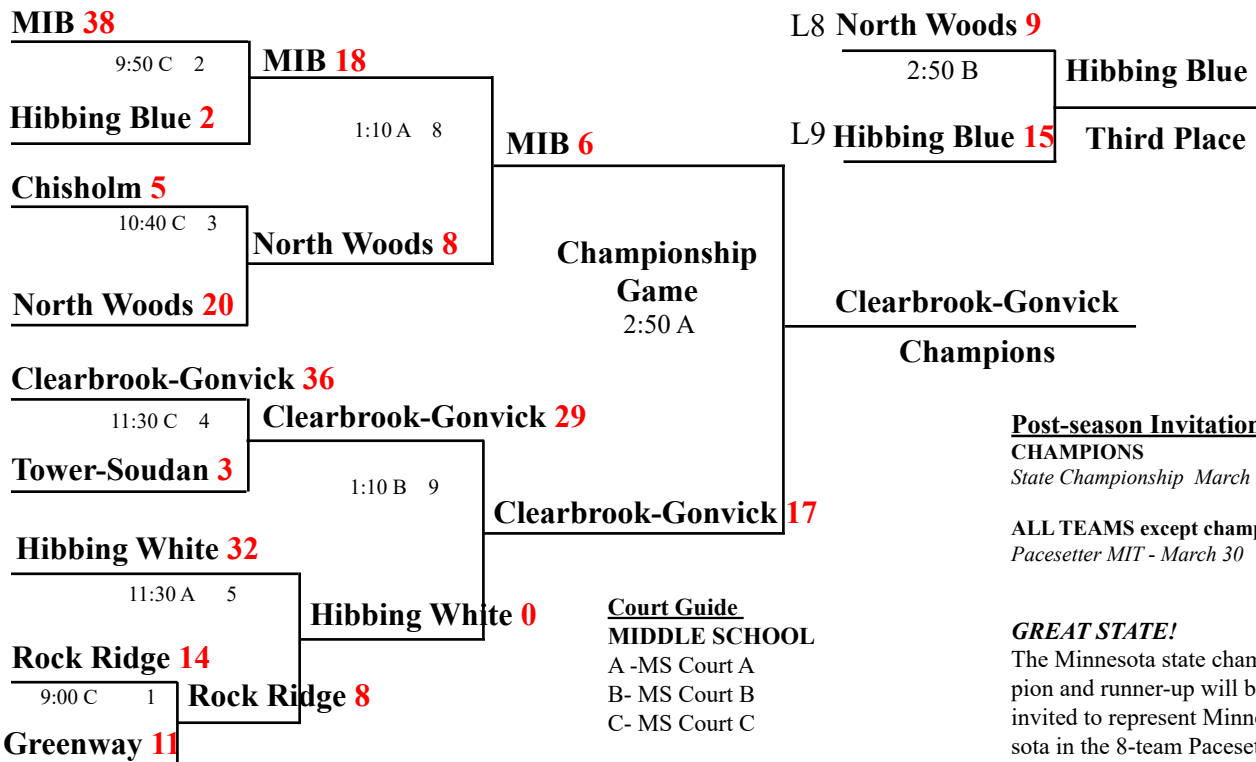 MIB 38
9:50 C 2
Hibbing Blue 2
MIB 18
1:10 A 8
Chisholm 5
10:40 C 3
North Woods 20
North Woods 8
MIB 6
Clearbrook-Gonvick 36
11:30 C 4
Tower-Soudan 3
Clearbrook-Gonvick 29
1:10 B 9
Hibbing White 32
11:30 A 5
Rock Ridge 14
9:00 C 1
Greenway 11
Rock Ridge 8
Hibbing White 0
Clearbrook-Gonvick 17
Championship
Game
2:50 A
Clearbrook-Gonvick
Champions
L8 North Woods 9
2:50 B
L9 Hibbing Blue 15
Hibbing Blue
Third Place
Court Guide
MIDDLE SCHOOL
A -MS Court A
B- MS Court B
C- MS Court C
Post-season Invitation
CHAMPIONS
State Championship March
ALL TEAMS except champ
Pacesetter MIT - March 30
GREAT STATE!
The Minnesota state cham-
pion and runner-up will b
invited to represent Minne
sota in the 8-team Paceset